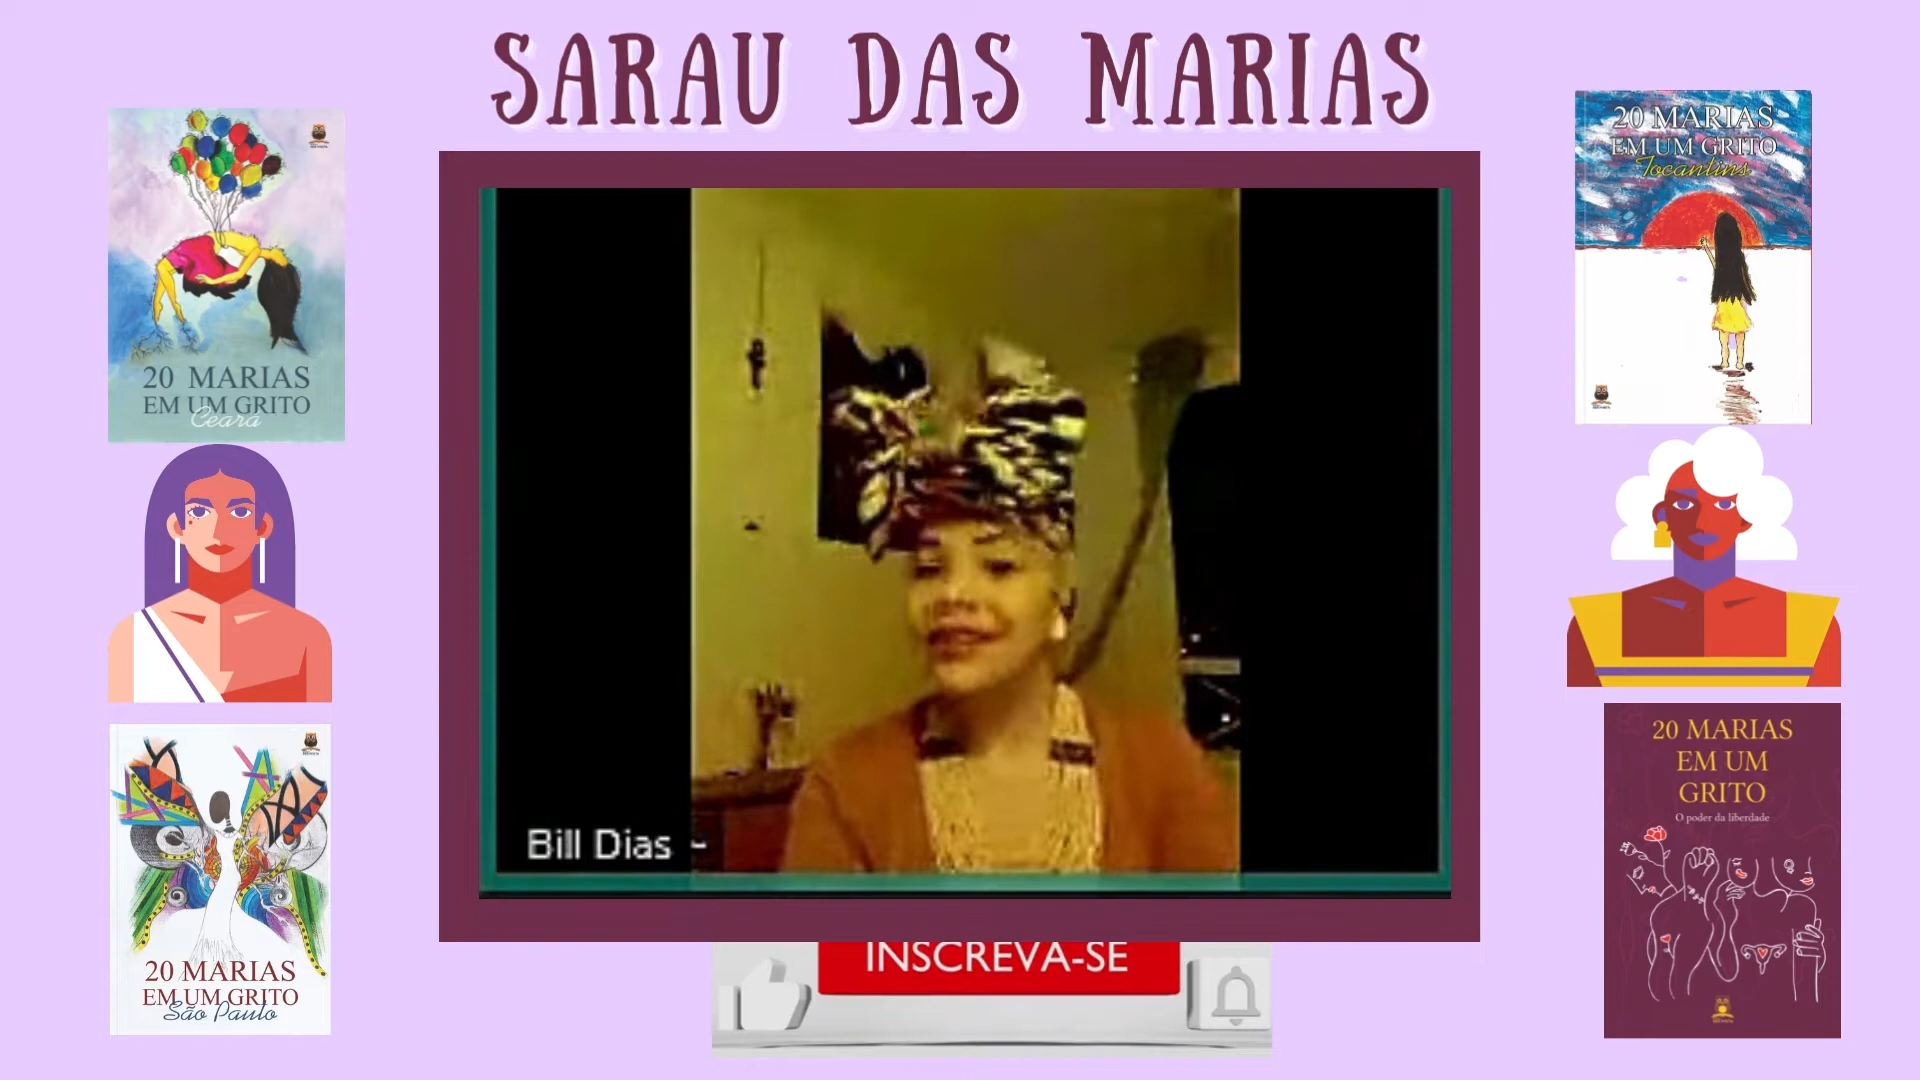 SARAU DAS MARIAS
20 MARIAS
EM UM GRITO
Ceará
20 MARIAS
EM UM GRITO
Tocantins
Bill Dias -
20 MARIAS
EM UM GRITO
São Paulo
20 MARIAS
EM UM
GRITO
O poder da liberdade
INSCREVA-SE